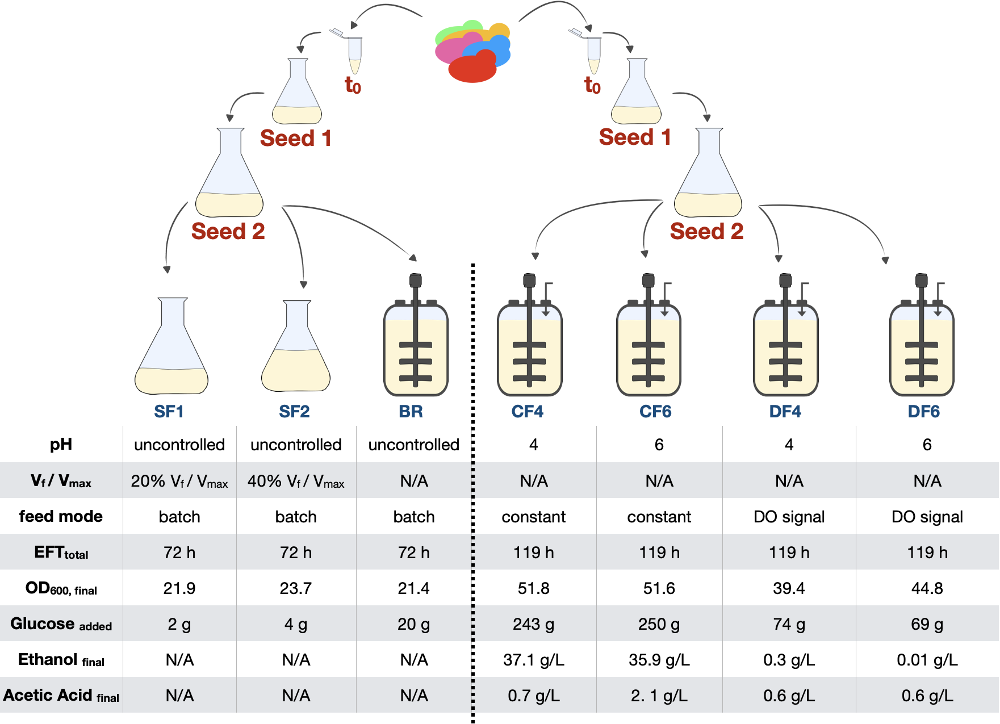 t0 t0
Seed 1 Seed 1
Seed 2 Seed 2
SF1 SF2 BR CF4 CF6 DF4 DF6
pH uncontrolled uncontrolled uncontrolled 4 6 4 6
Vf / Vmax 20% Vf / Vmax 40% Vf / Vmax N/A N/A N/A N/A N/A
feed mode batch batch batch constant constant DO signal DO signal
EFTtotal 72 h 72 h 72 h 119 h 119 h 119 h 119 h
OD600, final 21.9 23.7 21.4 51.8 51.6 39.4 44.8
Glucose added 2 g 4 g 20 g 243 g 250 g 74 g 69 g
Ethanol final N/A N/A N/A 37.1 g/L 35.9 g/L 0.3 g/L 0.01 g/L
Acetic Acid final N/A N/A N/A 0.7 g/L 2. 1 g/L 0.6 g/L 0.6 g/L